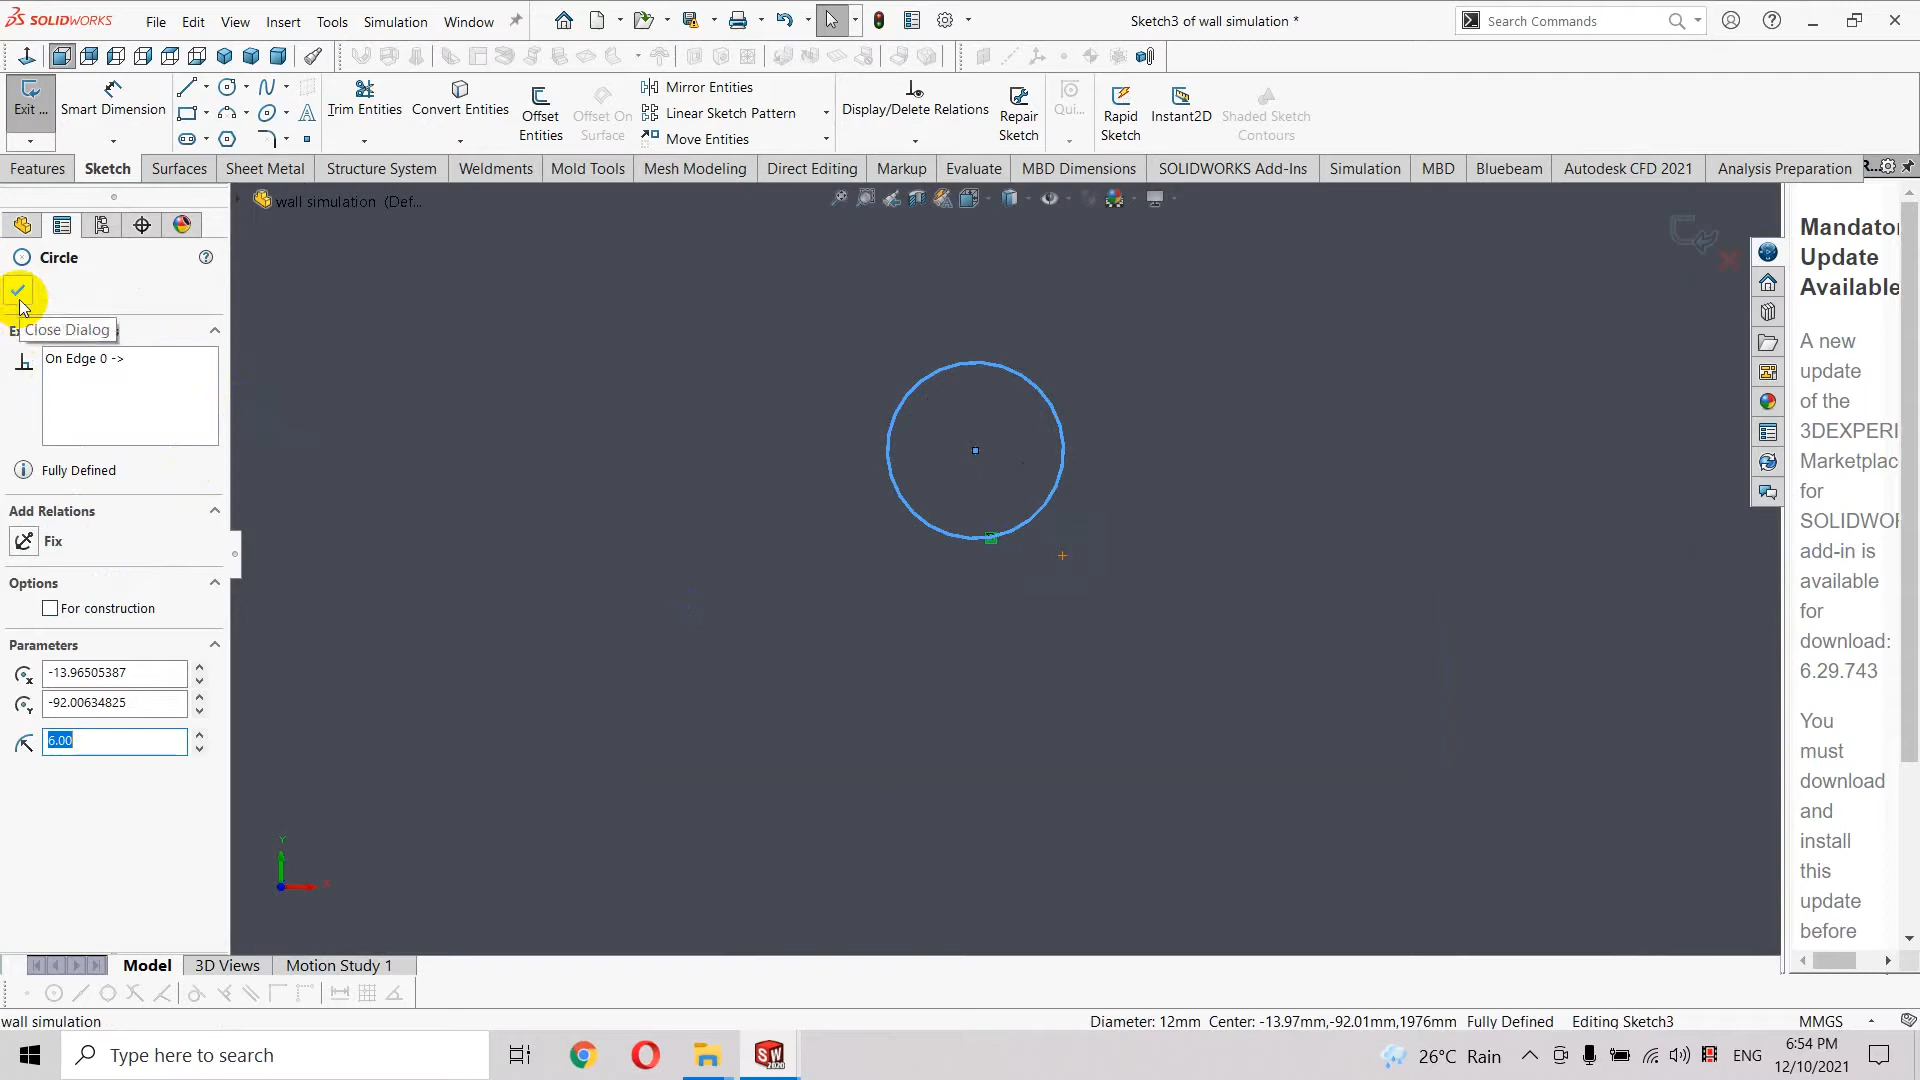 SOLIDWORKS File Edit View Insert Tools Simulation Window Sketch3 of wall simulation * Search Commands
Exit ... Smart Dimension Trim Entities Convert Entities Offset Entities Offset On Surface Mirror Entities Linear Sketch Pattern Move Entities Display/Delete Relations Repair Sketch Qui... Rapid Sketch Instant2D Shaded Sketch Contours
Features Sketch Surfaces Sheet Metal Structure System Weldments Mold Tools Mesh Modeling Direct Editing Markup Evaluate MBD Dimensions SOLIDWORKS Add-Ins Simulation MBD Bluebeam Autodesk CFD 2021 Analysis Preparation R...
wall simulation (Def...
Circle
Close Dialog
On Edge 0 ->
Fully Defined
Add Relations
Fix
Options
For construction
Parameters
-13.96505387
-92.00634825
6.00
Y
X
Mandator
Update
Available
A new
update
of the
3DEXPERI
Marketplac
for
SOLIDWOR
add-in is
available
for
download:
6.29.743
You
must
download
and
install
this
update
before
Model 3D Views Motion Study 1
wall simulation Diameter: 12mm Center: -13.97mm,-92.01mm,1976mm Fully Defined Editing Sketch3 MMGS
Type here to search SW 2020 26°C Rain ENG 6:54 PM
12/10/2021